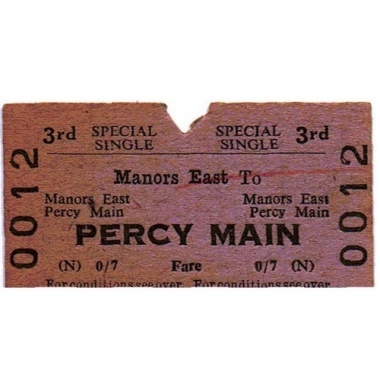 3rd SPECIAL SINGLE SPECIAL SINGLE 3rd
Manors East To
Manors East Manors East
Percy Main Percy Main
PERCY MAIN
(N) 0/7 Fare 0/7 (N)
For conditions see over For conditions see over
0012
0012